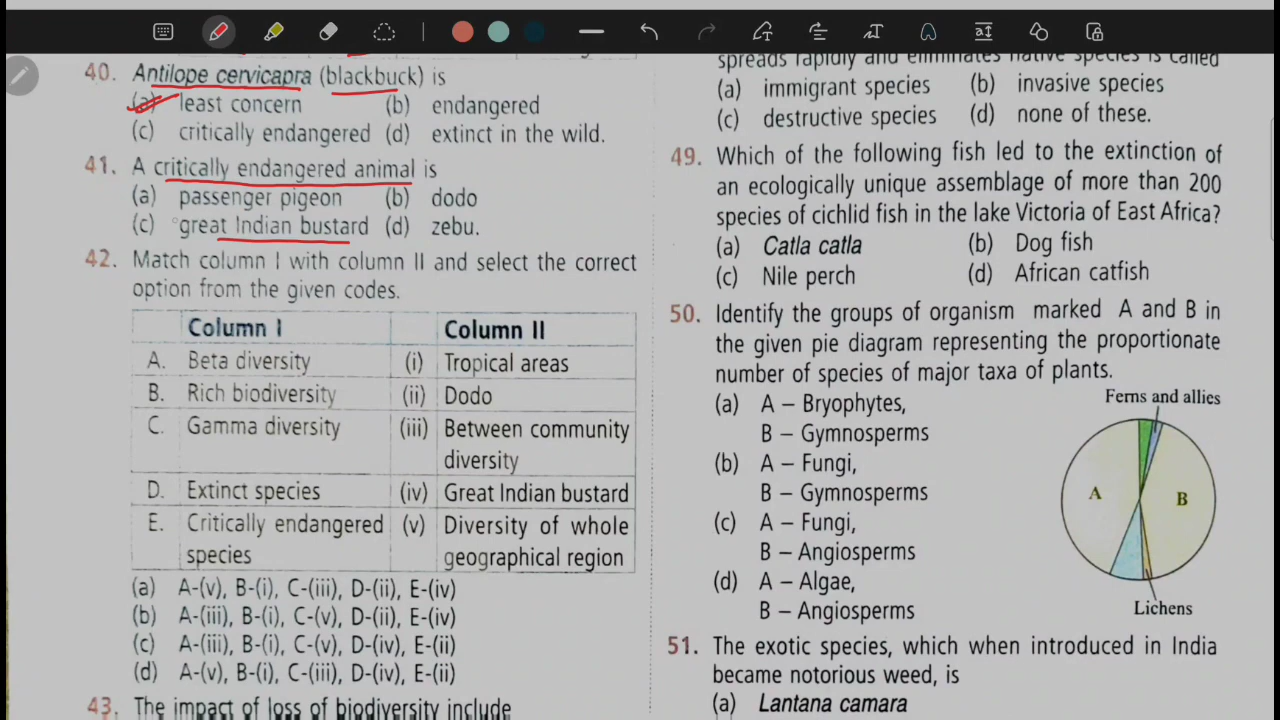 40. Antilope cervicapra (blackbuck) is
(a) least concern (b) endangered
(c) critically endangered (d) extinct in the wild.
41. A critically endangered animal is
(a) passenger pigeon (b) dodo
(c) great Indian bustard (d) zebu.
42. Match column I with column II and select the correct
option from the given codes.
Column I Column II
A. Beta diversity (i) Tropical areas
B. Rich biodiversity (ii) Dodo
C. Gamma diversity (iii) Between community
diversity
D. Extinct species (iv) Great Indian bustard
E. Critically endangered (v) Diversity of whole
species geographical region
(a) A-(v), B-(i), C-(iii), D-(ii), E-(iv)
(b) A-(iii), B-(i), C-(v), D-(ii), E-(iv)
(c) A-(iii), B-(i), C-(v), D-(iv), E-(ii)
(d) A-(v), B-(i), C-(iii), D-(iv), E-(ii)
43. The impact of loss of biodiversity include
spreads rapidly and eliminates native species is called
(a) immigrant species (b) invasive species
(c) destructive species (d) none of these.
49. Which of the following fish led to the extinction of
an ecologically unique assemblage of more than 200
species of cichlid fish in the lake Victoria of East Africa?
(a) Catla catla (b) Dog fish
(c) Nile perch (d) African catfish
50. Identify the groups of organism marked A and B in
the given pie diagram representing the proportionate
number of species of major taxa of plants.
(a) A – Bryophytes,
B – Gymnosperms
(b) A – Fungi,
B – Gymnosperms
(c) A – Fungi,
B – Angiosperms
(d) A – Algae,
B – Angiosperms
Ferns and allies
A B
Lichens
51. The exotic species, which when introduced in India
became notorious weed, is
(a) Lantana camara